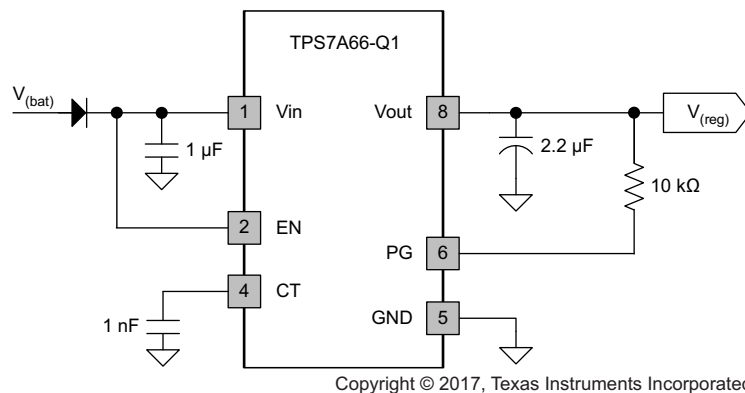 TPS7A66-Q1
V(bat)
1
Vin
Vout
8
V(reg)
1 µF
2.2 µF
10 kΩ
2
EN
PG
6
4
CT
GND
5
1 nF
Copyright © 2017, Texas Instruments Incorporated